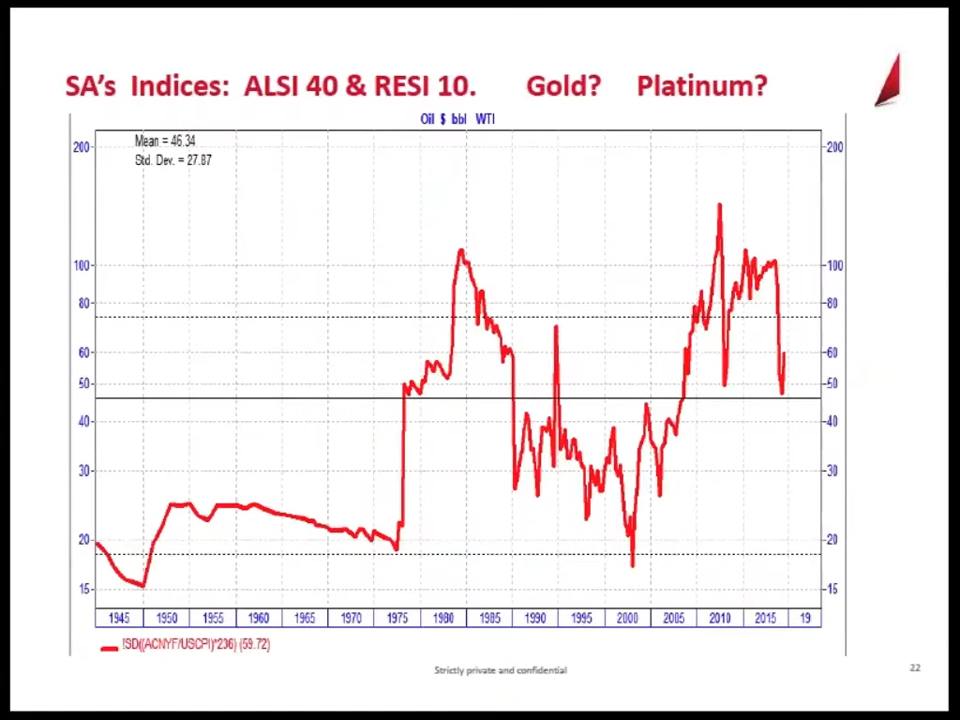 SA's Indices: ALSI 40 & RESI 10. Gold? Platinum?
Oil $ bbl WTI
Mean = 46.34
Std. Dev. = 27.87
200 200
100 100
80 80
60 60
50 50
40 40
30 30
20 20
15 15
1945 1950 1955 1960 1965 1970 1975 1980 1985 1990 1995 2000 2005 2010 2015 19
!SD((ACNYF/USCPI)*236) (59.72)
Strictly private and confidential
22